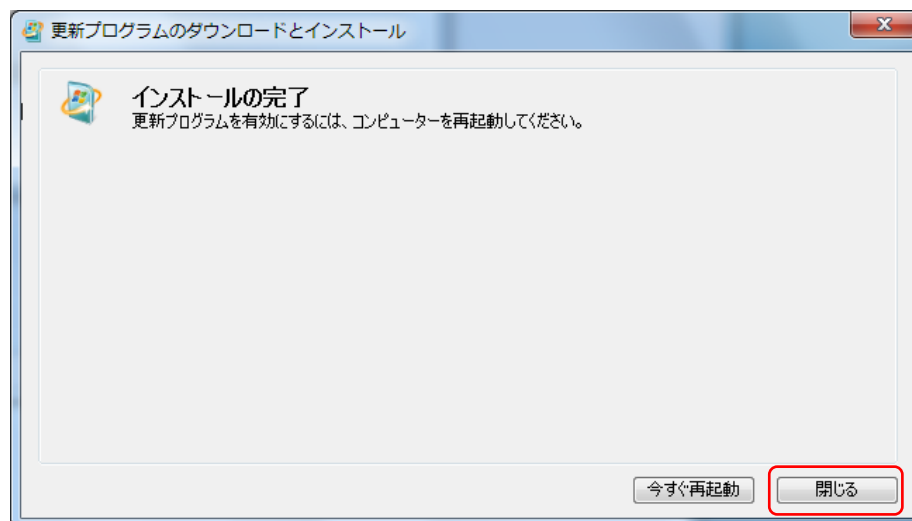 更新プログラムのダウンロードとインストール
インストールの完了
更新プログラムを有効にするには、コンピューターを再起動してください。
今すぐ再起動
閉じる